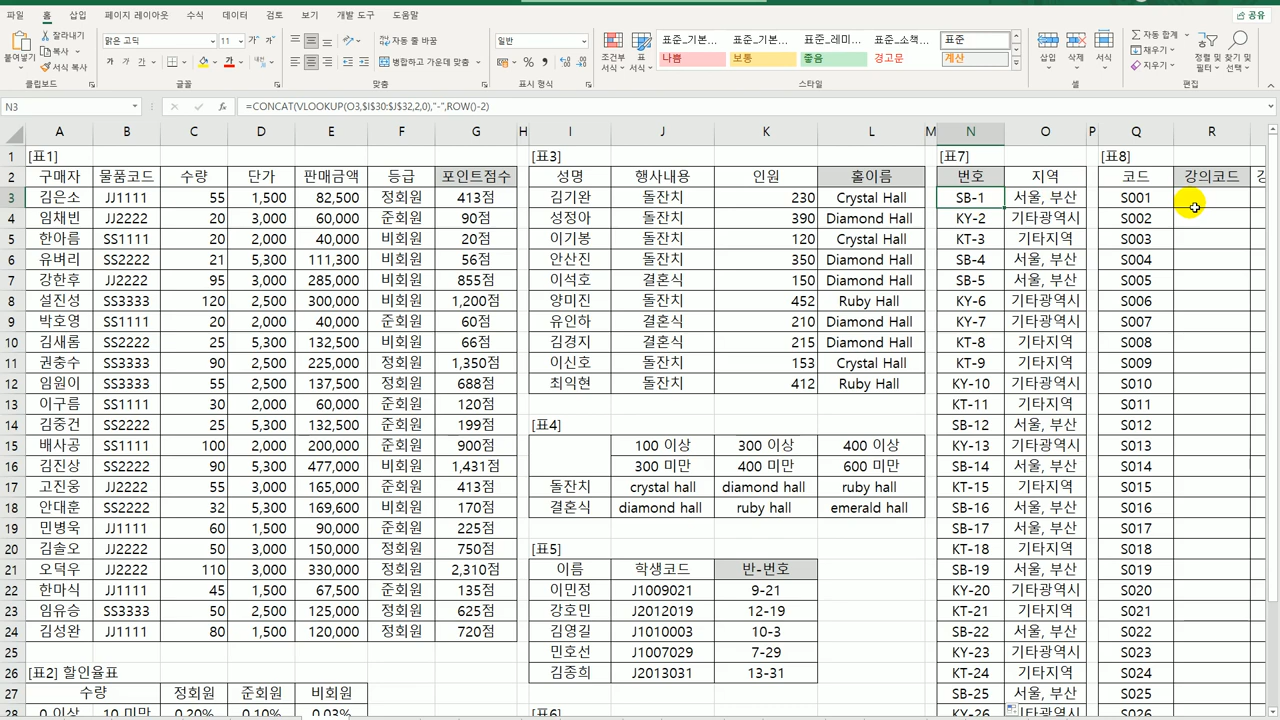 파일 홈 삽입 페이지 레이아웃 수식 데이터 검토 보기 개발 도구 도움말 공유
잘라내기 맑은 고딕 11 가 가 자동 줄 바꿈 일반 표준_기본... 표준_기본... 표준_레미... 표준_소책... 표준 자동 합계
붙여넣기 복사 조건부 서식 표 서식 삽입 삭제 서식 채우기 정렬 및 필터 찾기 및 선택
서식 복사 가 가 가 병합하고 가운데 맞춤 % 나쁨 보통 좋음 경고문 계산 지우기
클립보드 글꼴 맞춤 표시 형식 스타일 셀 편집
N3 fx =CONCAT(VLOOKUP(O3,$I$30:$J$32,2,0),"-",ROW()-2)
A B C D E F G H I J K L M N O P Q R
1 [표1] [표3] [표7] [표8]
2 구매자 물품코드 수량 단가 판매금액 등급 포인트점수 성명 행사내용 인원 홀이름 번호 지역 코드 강의코드
3 김은소 JJ1111 55 1,500 82,500 정회원 413점 김기완 돌잔치 230 Crystal Hall SB-1 서울, 부산 S001
4 임채빈 JJ2222 20 3,000 60,000 준회원 90점 성정아 돌잔치 390 Diamond Hall KY-2 기타광역시 S002
5 한아름 SS1111 20 2,000 40,000 비회원 20점 이기봉 돌잔치 120 Crystal Hall KT-3 기타지역 S003
6 유벼리 SS2222 21 5,300 111,300 비회원 56점 안산진 돌잔치 350 Diamond Hall SB-4 서울, 부산 S004
7 강한후 JJ2222 95 3,000 285,000 준회원 855점 이석호 결혼식 150 Diamond Hall SB-5 서울, 부산 S005
8 설진성 SS3333 120 2,500 300,000 준회원 1,200점 양미진 돌잔치 452 Ruby Hall KY-6 기타광역시 S006
9 박호영 SS1111 20 2,000 40,000 준회원 60점 유인하 결혼식 210 Diamond Hall KY-7 기타광역시 S007
10 김새롬 SS2222 25 5,300 132,500 비회원 66점 김경지 결혼식 215 Diamond Hall KT-8 기타지역 S008
11 권충수 SS3333 90 2,500 225,000 정회원 1,350점 이신호 돌잔치 153 Crystal Hall KT-9 기타지역 S009
12 임원이 SS3333 55 2,500 137,500 정회원 688점 최익현 돌잔치 412 Ruby Hall KY-10 기타광역시 S010
13 이구름 SS1111 30 2,000 60,000 준회원 120점 KT-11 기타지역 S011
14 김중건 SS2222 25 5,300 132,500 준회원 199점 [표4] SB-12 서울, 부산 S012
15 배사공 SS1111 100 2,000 200,000 준회원 900점 100 이상 300 이상 400 이상 KY-13 기타광역시 S013
16 김진상 SS2222 90 5,300 477,000 비회원 1,431점 300 미만 400 미만 600 미만 SB-14 서울, 부산 S014
17 고진웅 JJ2222 55 3,000 165,000 정회원 413점 돌잔치 crystal hall diamond hall ruby hall KT-15 기타지역 S015
18 안대훈 SS2222 32 5,300 169,600 비회원 170점 결혼식 diamond hall ruby hall emerald hall SB-16 서울, 부산 S016
19 민병욱 JJ1111 60 1,500 90,000 준회원 225점 SB-17 서울, 부산 S017
20 김솔오 JJ2222 50 3,000 150,000 정회원 750점 [표5] KT-18 기타지역 S018
21 오덕우 JJ2222 110 3,000 330,000 정회원 2,310점 이름 학생코드 반-번호 SB-19 서울, 부산 S019
22 한마식 JJ1111 45 1,500 67,500 준회원 135점 이민정 J1009021 9-21 KY-20 기타광역시 S020
23 임유승 SS3333 50 2,500 125,000 정회원 625점 강호민 J2012019 12-19 KT-21 기타지역 S021
24 김성완 JJ1111 80 1,500 120,000 정회원 720점 김영길 J1010003 10-3 SB-22 서울, 부산 S022
25 민호선 J1007029 7-29 KY-23 기타광역시 S023
26 [표2] 할인율표 김종희 J2013031 13-31 KT-24 기타지역 S024
27 수량 정회원 준회원 비회원 SB-25 서울, 부산 S025
28 0 이상 10 미만 0.20% 0.10% 0.03% [표6] KY-26 기타광역시 S026